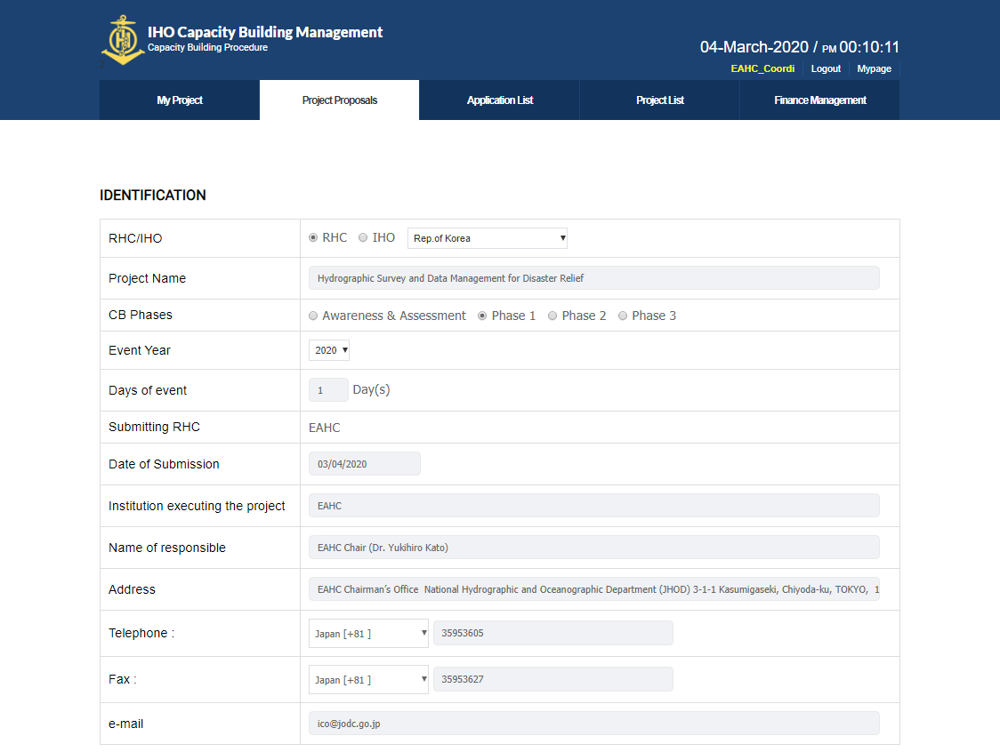 IHO Capacity Building Management
Capacity Building Procedure
04-March-2020 / PM 00:10:11
EAHC_Coordi Logout Mypage
My Project Project Proposals Application List Project List Finance Management
IDENTIFICATION
RHC/IHO RHC IHO Rep.of Korea
Project Name Hydrographic Survey and Data Management for Disaster Relief
CB Phases Awareness & Assessment Phase 1 Phase 2 Phase 3
Event Year 2020
Days of event 1 Day(s)
Submitting RHC EAHC
Date of Submission 03/04/2020
Institution executing the project EAHC
Name of responsible EAHC Chair (Dr. Yukihiro Kato)
Address EAHC Chairman's Office National Hydrographic and Oceanographic Department (JHOD) 3-1-1 Kasumigaseki, Chiyoda-ku, TOKYO, 1
Telephone : Japan [+81 ] 35953605
Fax : Japan [+81 ] 35953627
e-mail ico@jodc.go.jp